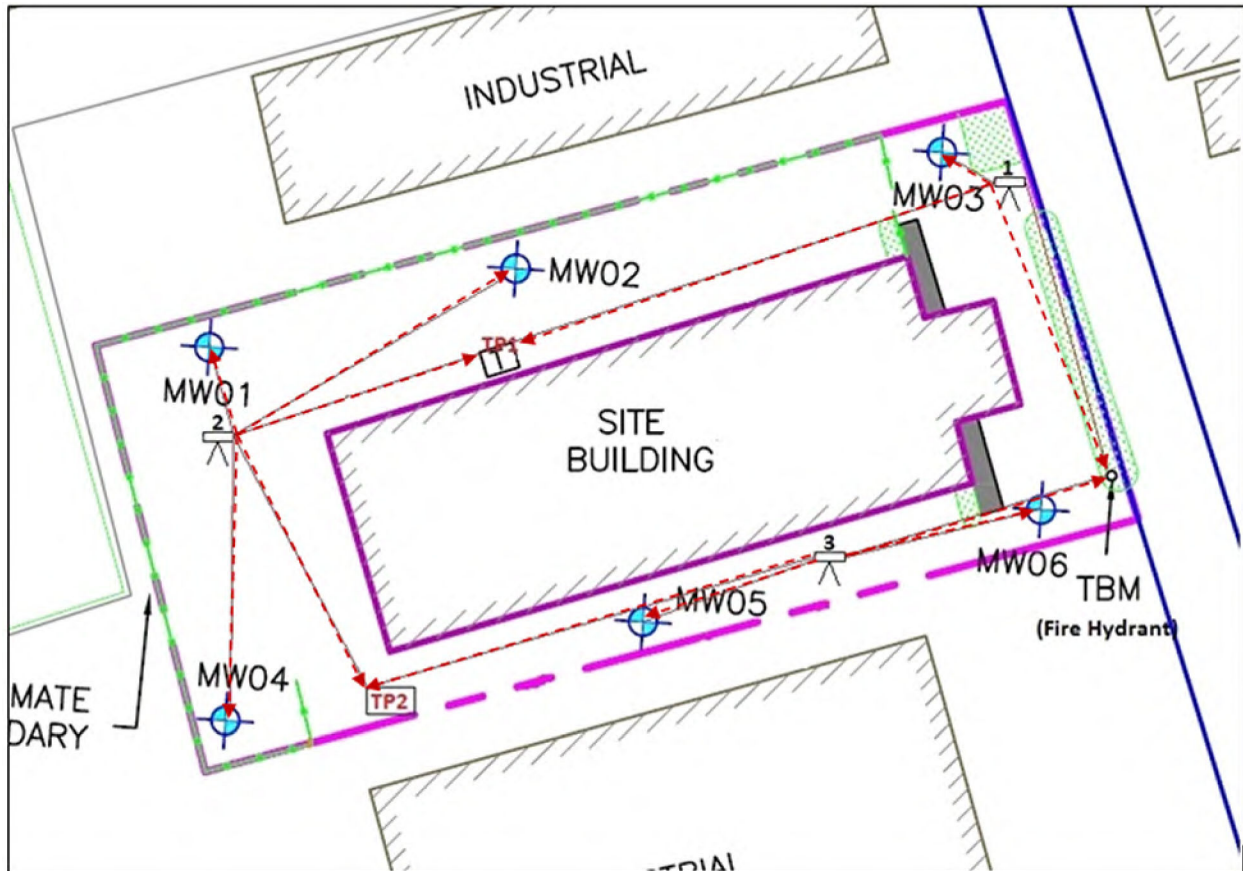 INDUSTRIAL
1
MW03
MW02
TP1
MW01
2
SITE
BUILDING
3
MW06
MW05
TBM
(Fire Hydrant)
MW04
TP2
MATE
DARY
STRIAL